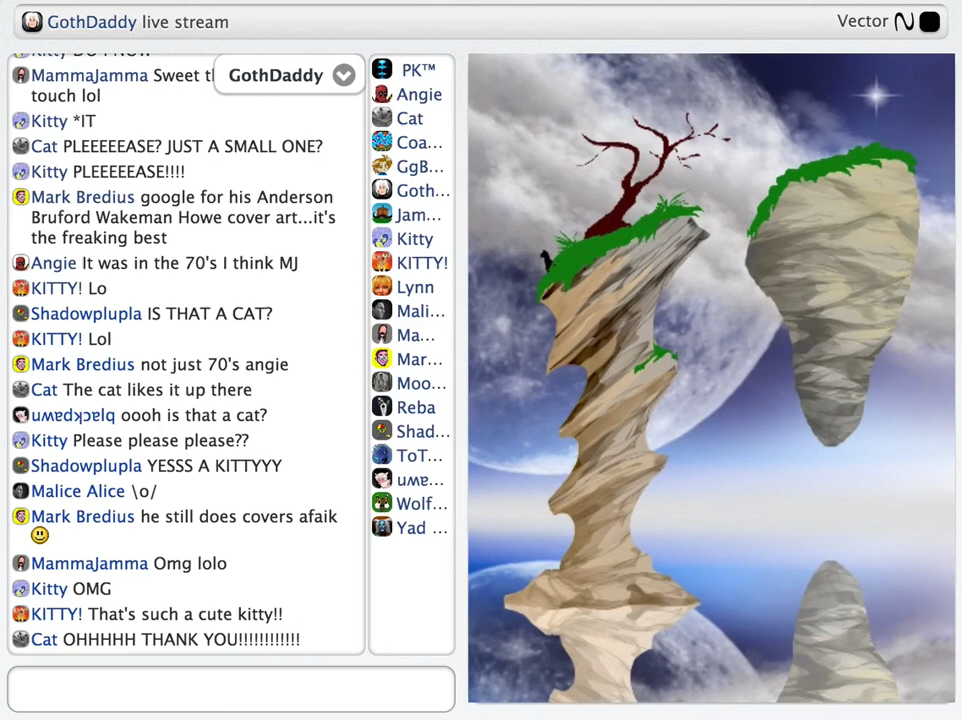 GothDaddy live stream
Vector
Kitty DO I NOW
MammaJamma Sweet
touch lol
GothDaddy
Kitty *IT
Cat PLEEEEEASE? JUST A SMALL ONE?
Kitty PLEEEEEASE!!!!
Mark Bredius google for his Anderson
Bruford Wakeman Howe cover art...it's
the freaking best
Angie It was in the 70's I think MJ
KITTY! Lo
Shadowplupla IS THAT A CAT?
KITTY! Lol
Mark Bredius not just 70's angie
Cat The cat likes it up there
uʍɐdʞɔɐlq oooh is that a cat?
Kitty Please please please??
Shadowplupla YESSS A KITTYYY
Malice Alice \o/
Mark Bredius he still does covers afaik
MammaJamma Omg lolo
Kitty OMG
KITTY! That's such a cute kitty!!
Cat OHHHHH THANK YOU!!!!!!!!!!!!
PK™
Angie
Cat
Coa...
GgB...
Goth...
Jam...
Kitty
KITTY!
Lynn
Mali...
Ma...
Mar...
Moo...
Reba
Shad...
ToT...
uʍɐ...
Wolf...
Yad ...